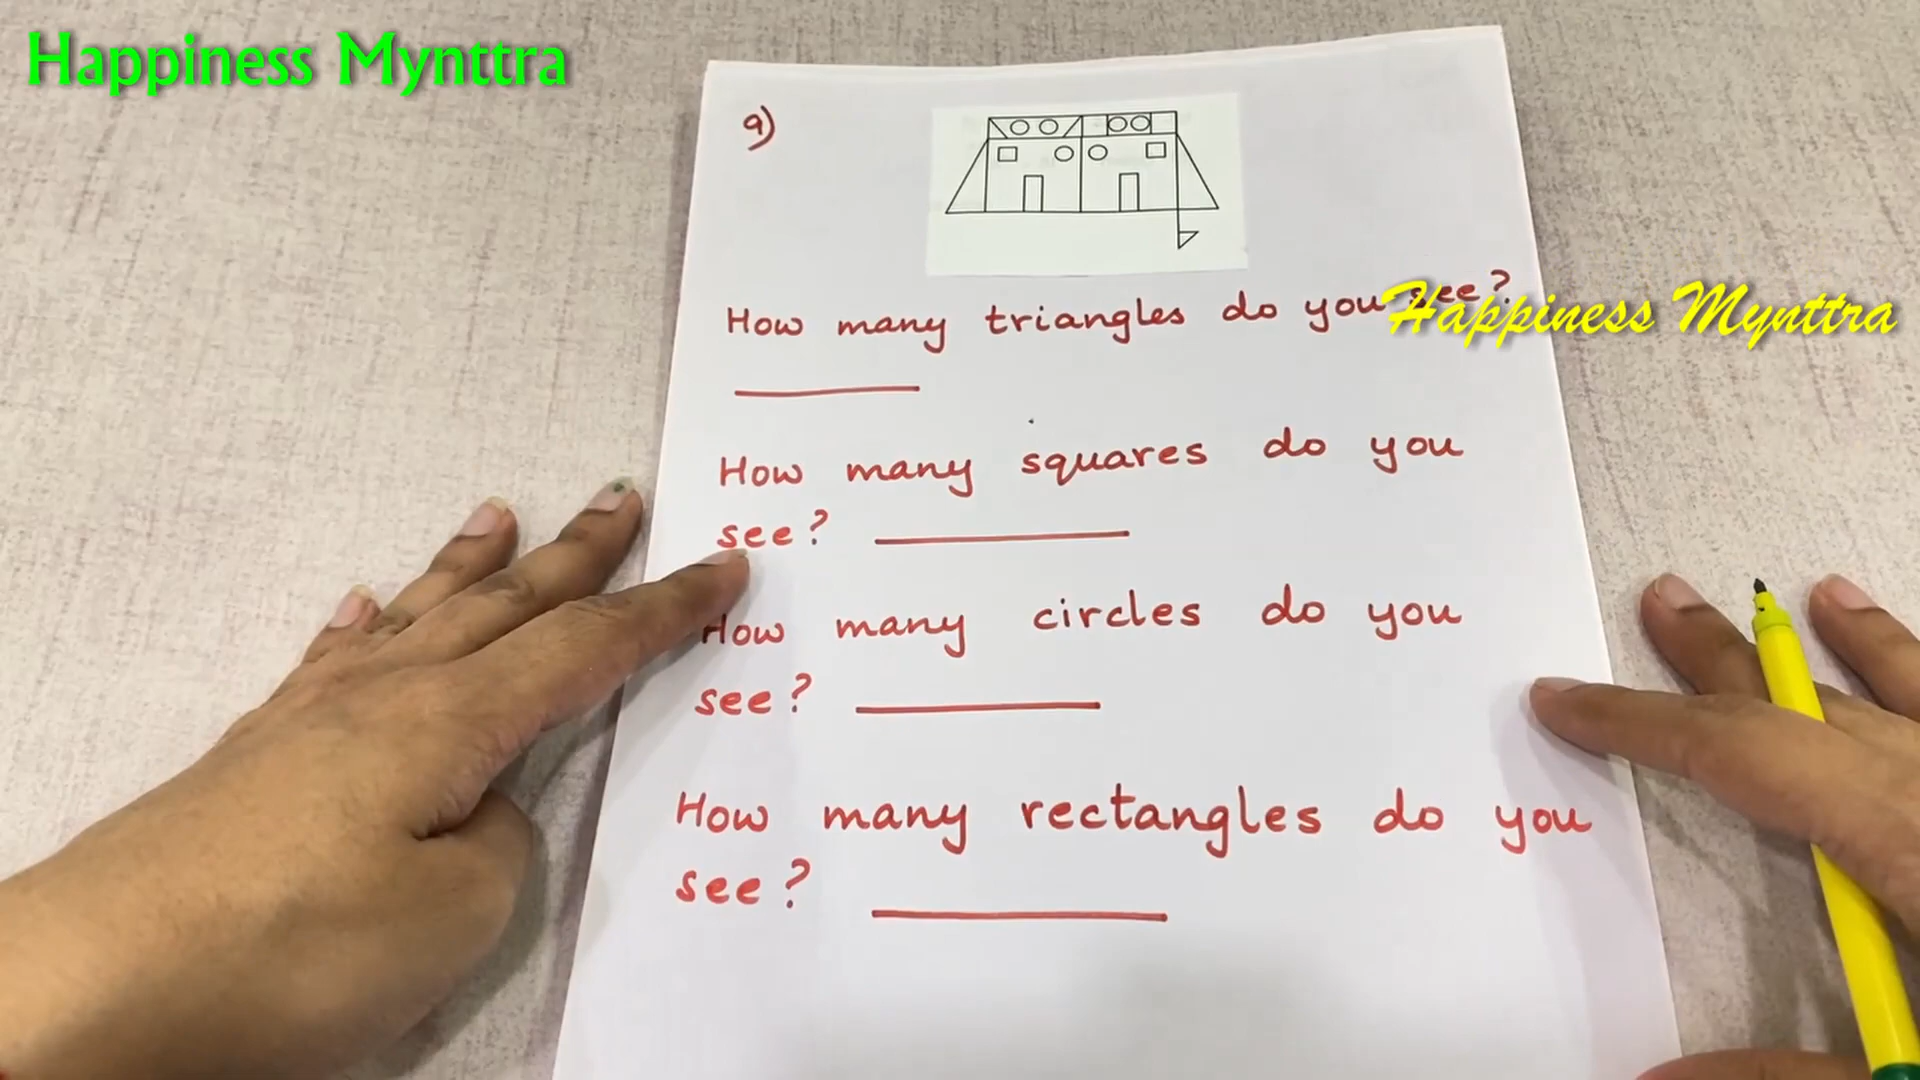 Happiness Mynttra
9)
How many triangles do you see?
Happiness Mynttra
How many squares do you
see?
How many circles do you
see?
How many rectangles do you
see?